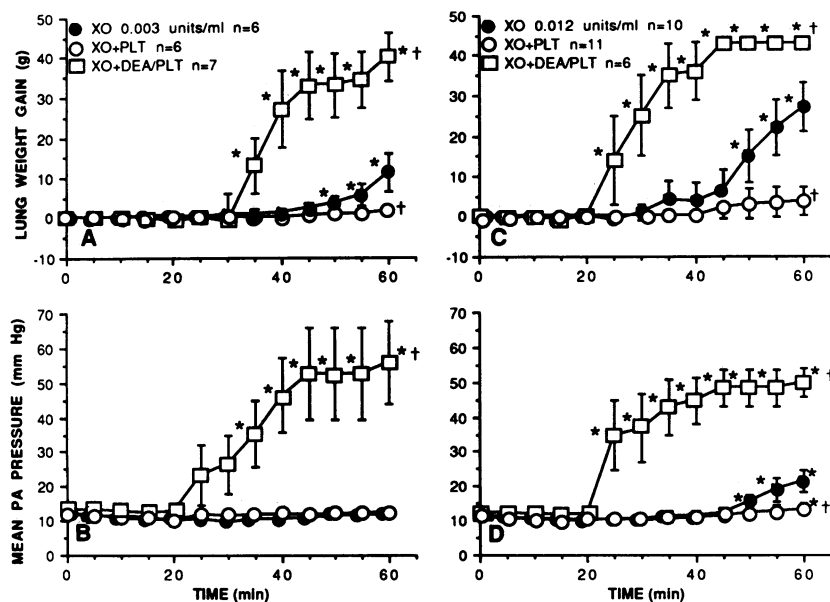 XO 0.003 units/ml n=6
XO+PLT n=6
XO+DEA/PLT n=7
LUNG WEIGHT GAIN (g)
50
40
30
20
10
0
-10
0 20 40 60
A
* * * * * * †
* * *
†
XO 0.012 units/ml n=10
XO+PLT n=11
XO+DEA/PLT n=6
50
40
30
20
10
0
-10
0 20 40 60
C
* * * * * * * * †
* * *
†
MEAN PA PRESSURE (mm Hg)
70
60
50
40
30
20
10
0
0 20 40 60
B
* * * * * * †
TIME (min)
70
60
50
40
30
20
10
0
0 20 40 60
D
* * * * * * * * †
* * *
* †
TIME (min)